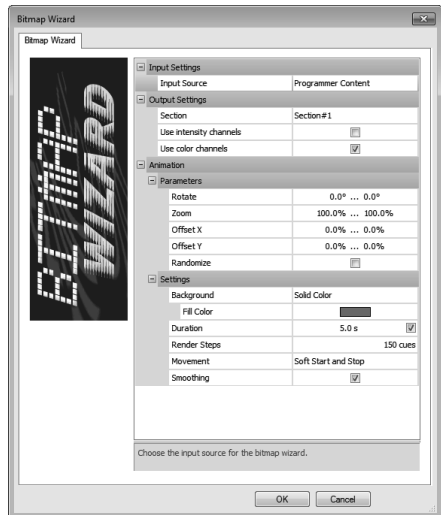 Bitmap Wizard
Bitmap Wizard
BITMAP
WIZARD
Input Settings
Input Source Programmer Content
Output Settings
Section Section#1
Use intensity channels
Use color channels
Animation
Parameters
Rotate 0.0° ... 0.0°
Zoom 100.0% ... 100.0%
Offset X 0.0% ... 0.0%
Offset Y 0.0% ... 0.0%
Randomize
Settings
Background Solid Color
Fill Color
Duration 5.0 s
Render Steps 150 cues
Movement Soft Start and Stop
Smoothing
Choose the input source for the bitmap wizard.
OK Cancel